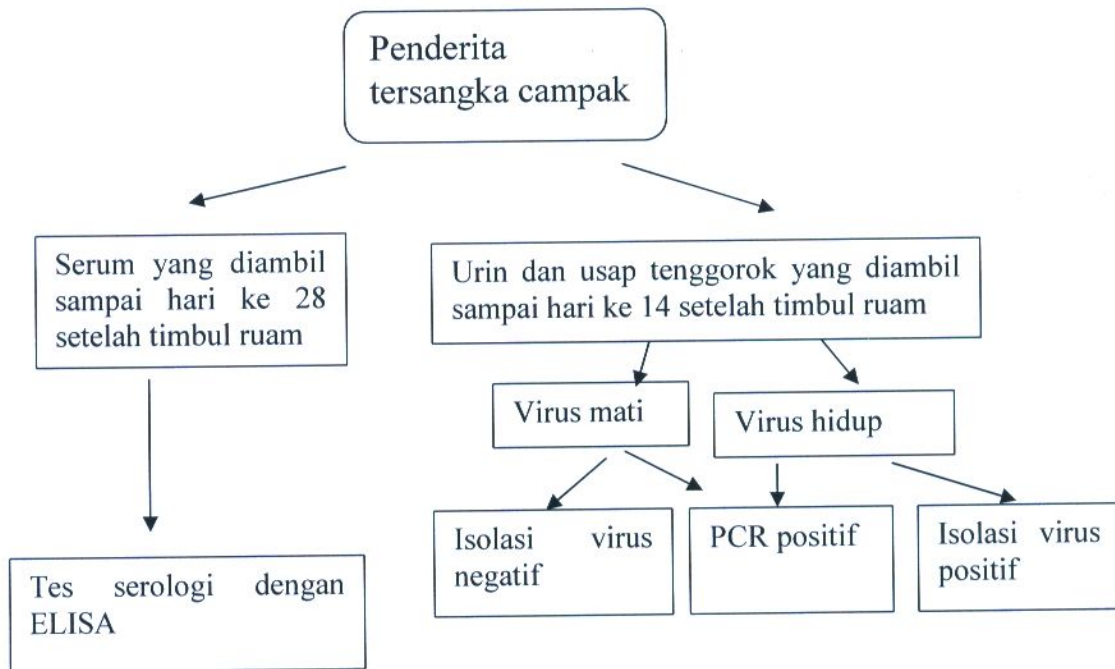 Penderita
tersangka campak
Serum yang diambil
sampai hari ke 28
setelah timbul ruam
Urin dan usap tenggorok yang diambil
sampai hari ke 14 setelah timbul ruam
Virus mati
Virus hidup
Isolasi virus
negatif
PCR positif
Isolasi virus
positif
Tes serologi dengan
ELISA